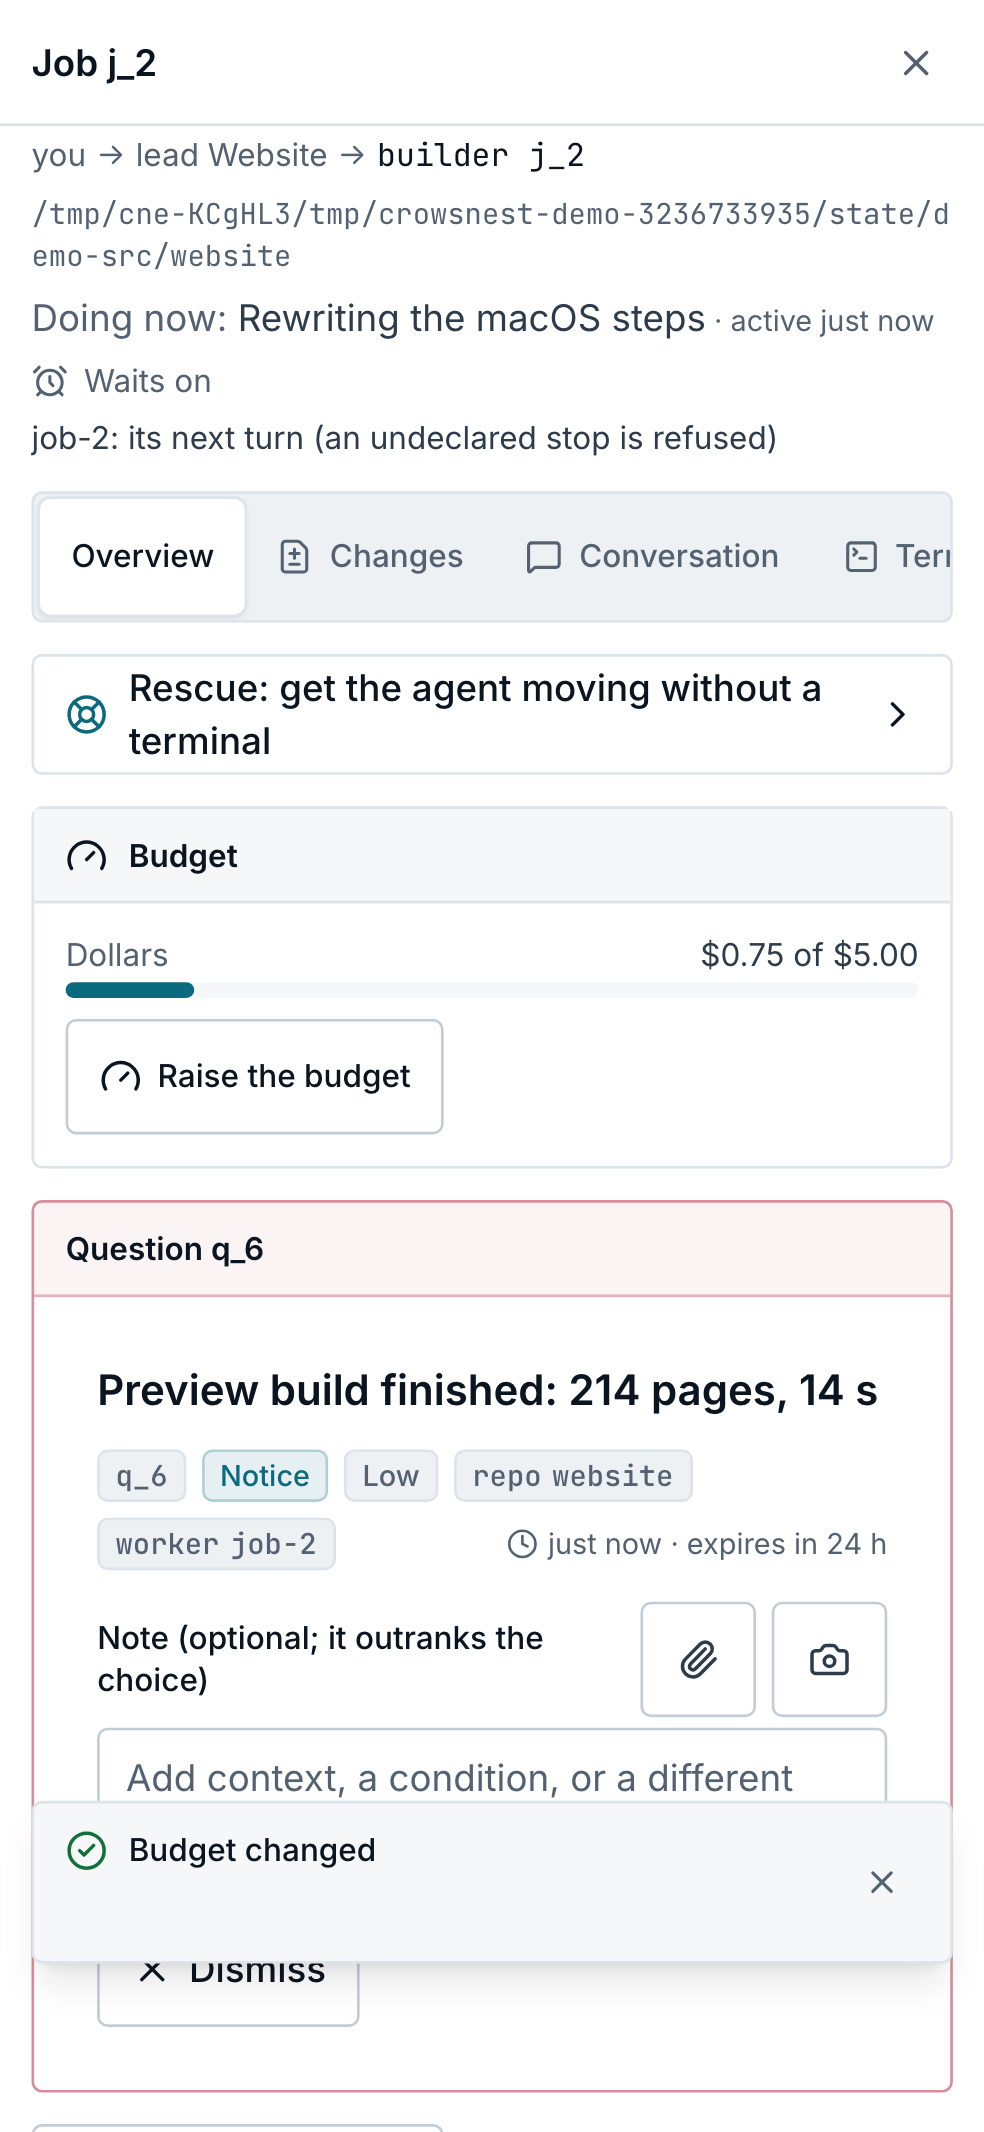 Job j_2
you → lead Website → builder j_2
/tmp/cne-KCgHL3/tmp/crowsnest-demo-3236733935/state/d
emo-src/website
Doing now: Rewriting the macOS steps · active just now
Waits on
job-2: its next turn (an undeclared stop is refused)
Overview Changes Conversation
Rescue: get the agent moving without a
terminal
Budget
Dollars $0.75 of $5.00
Raise the budget
Question q_6
Preview build finished: 214 pages, 14 s
q_6 Notice Low repo website
worker job-2 just now · expires in 24 h
Note (optional; it outranks the
choice)
Add context, a condition, or a different
Budget changed
Dismiss